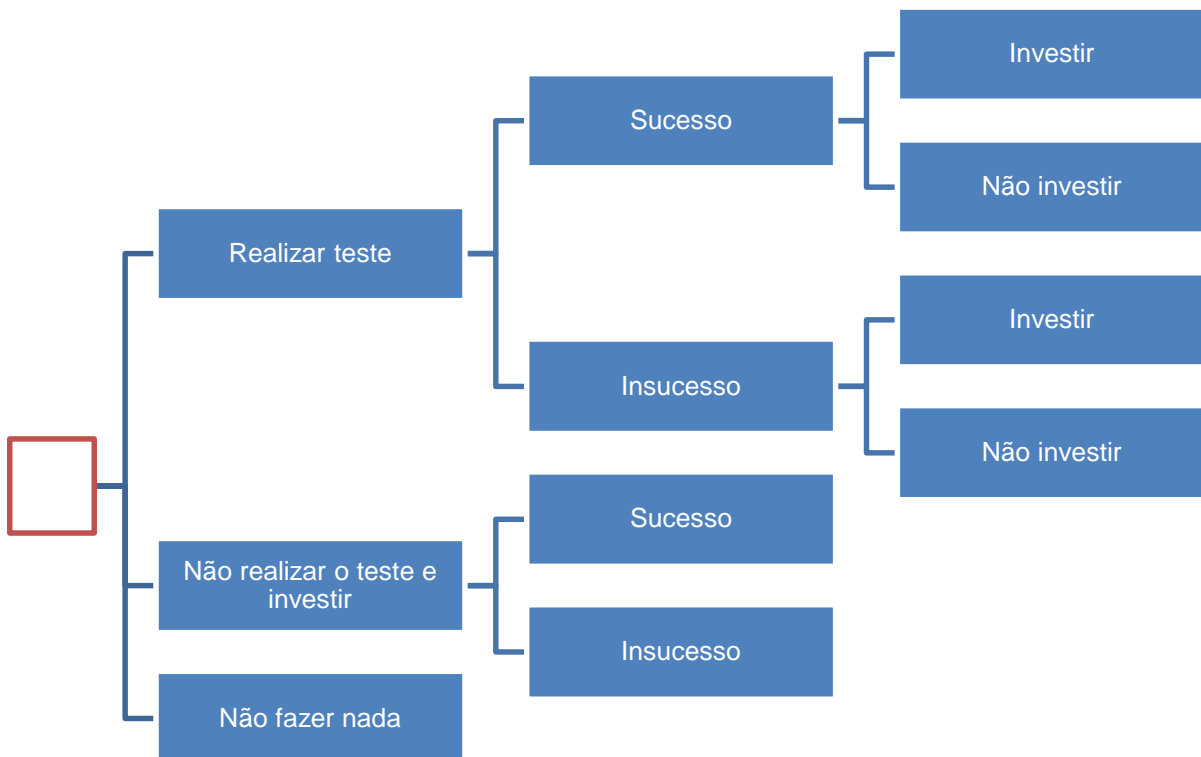 Realizar teste
Sucesso
Investir
Não investir
Insucesso
Investir
Não investir
Não realizar o teste e
investir
Sucesso
Insucesso
Não fazer nada